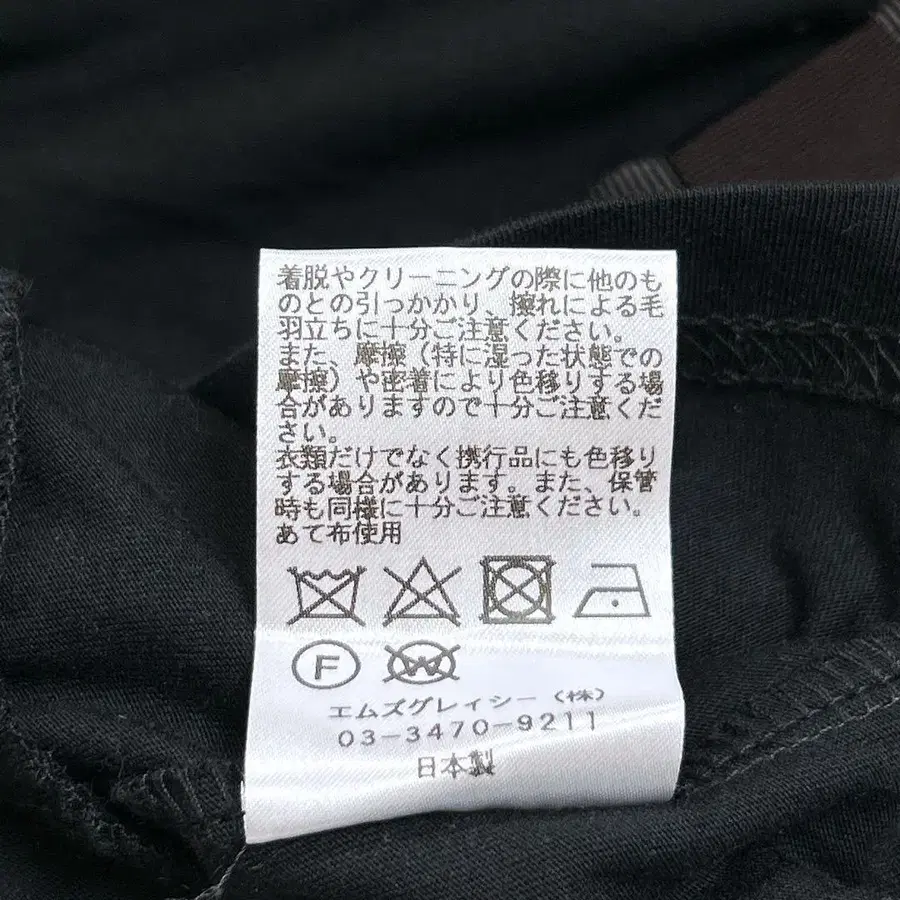 着脱やクリーニングの際に他のも
のとの引っかかり、擦れによる毛
羽立ちに十分ご注意ください。
また、摩擦(特に湿った状態での
摩擦)や密着により色移りする場
合がありますので十分ご注意くだ
さい。
衣類だけでなく携行品にも色移り
する場合があります。また、保管
時も同様に十分ご注意ください。
あて布使用
F W
エムズグレイシー(株)
03-3470-9211
日本製